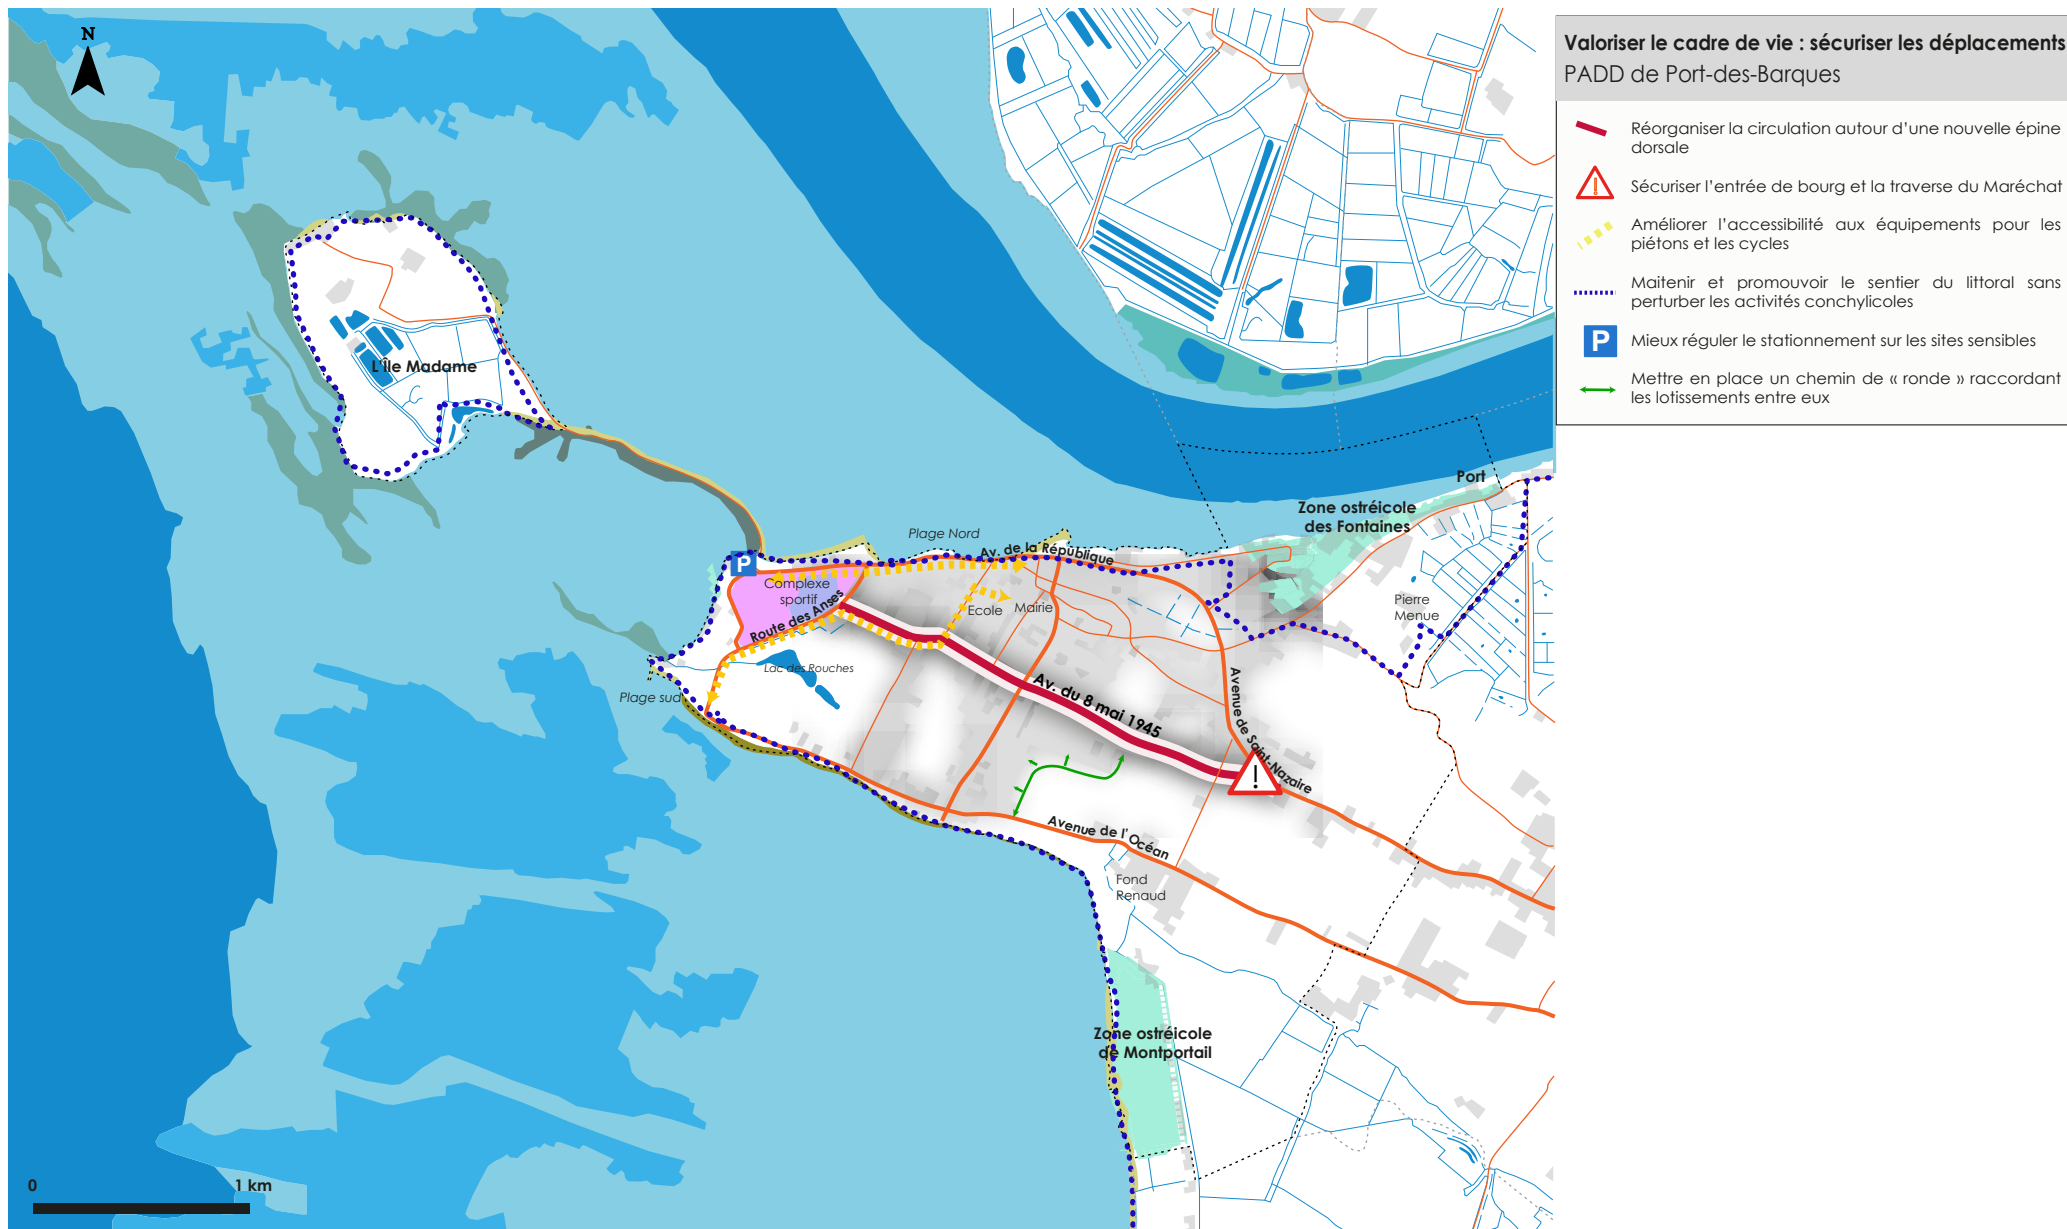 Valoriser le cadre de vie : sécuriser les déplacements
PADD de Port-des-Barques
Réorganiser la circulation autour d'une nouvelle épine
dorsale
Sécuriser l'entrée de bourg et la traverse du Maréchat
Améliorer l'accessibilité aux équipements pour les
piétons et les cycles
Maitenir et promouvoir le sentier du littoral sans
perturber les activités conchylicoles
P
Mieux réguler le stationnement sur les sites sensibles
Mettre en place un chemin de « ronde » raccordant
les lotissements entre eux
N
L'Île Madame
Port
Zone ostréicole
des Fontaines
Plage Nord
Av. de la République
P
Complexe
sportif
Route des Anses
Ecole
Mairie
Pierre
Menue
Lac des Rouches
Plage sud
Av. du 8 mai 1945
Avenue de Saint-Nazaire
!
Avenue de l'Océan
Fond
Renaud
Zone ostréicole
de Montportail
0
1 km